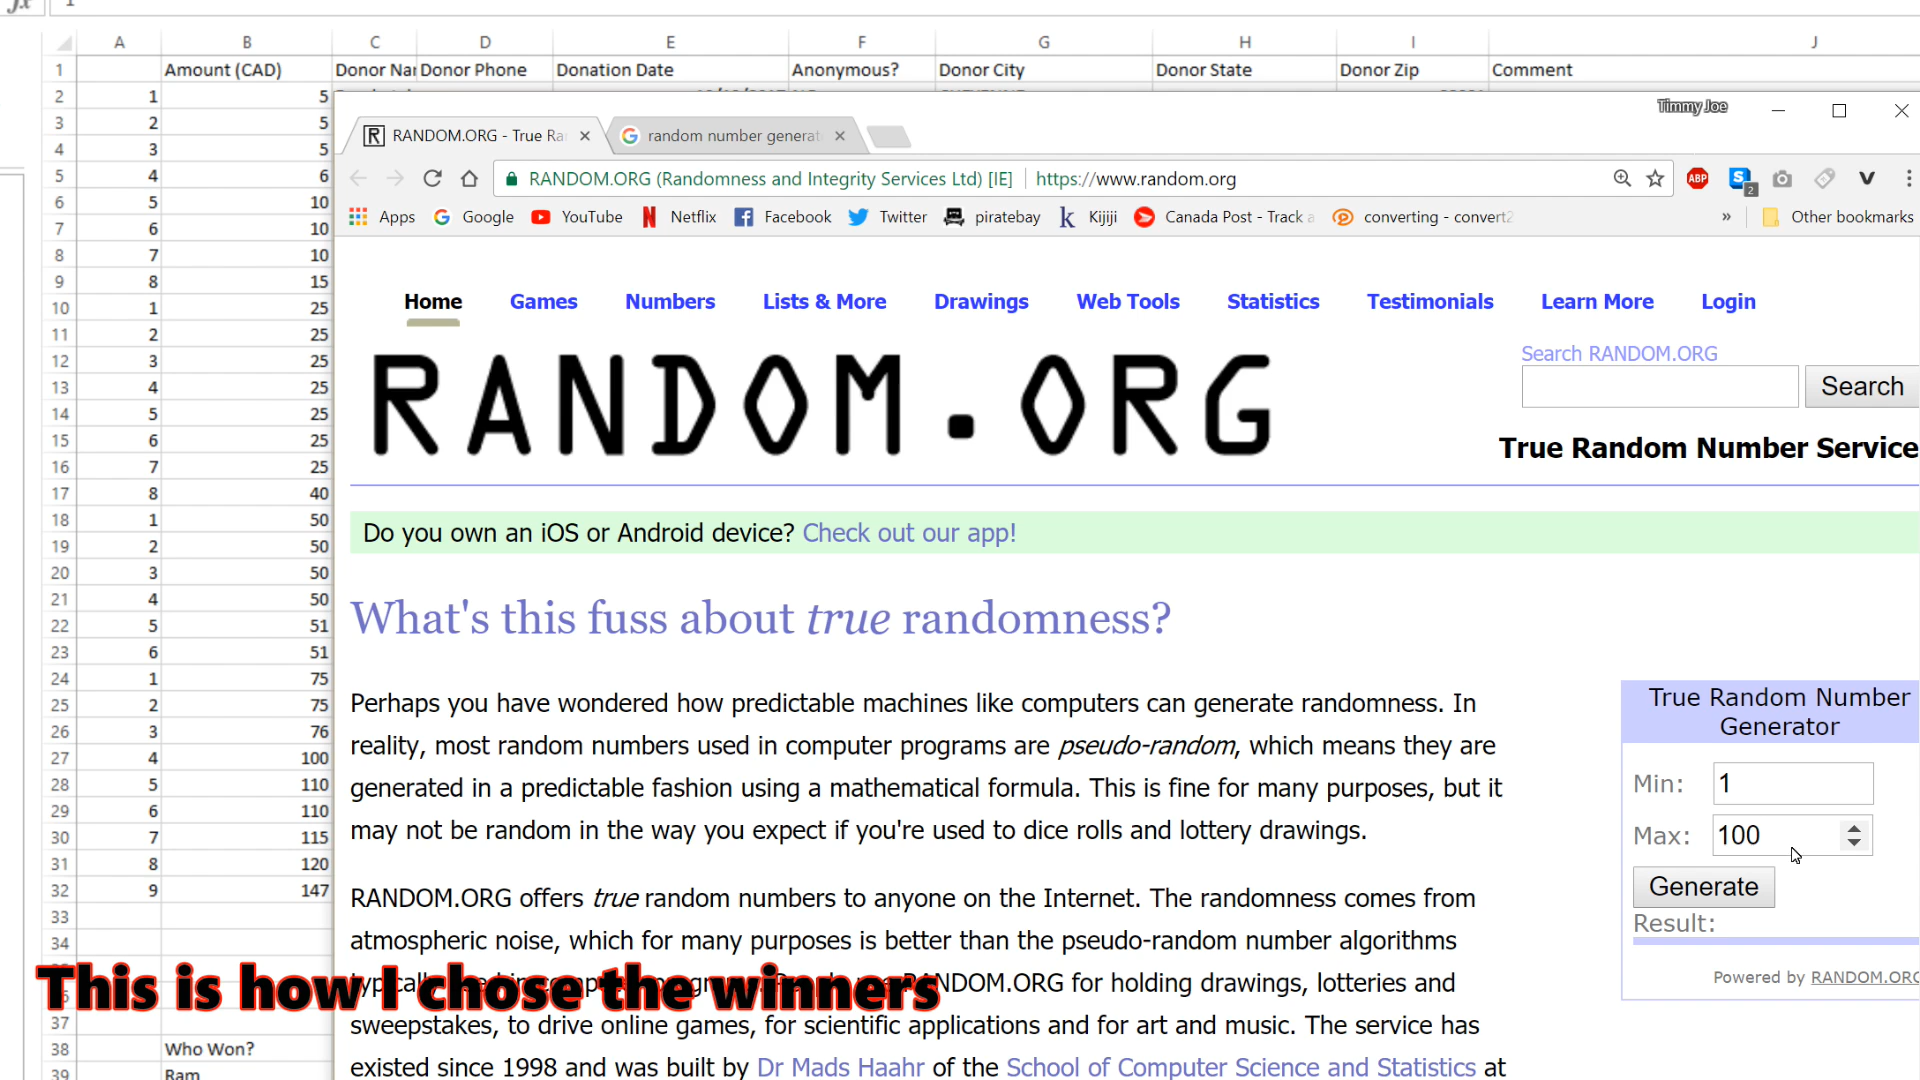 1
A B C D E F G H I J
1 Amount (CAD) Donor Nar Donor Phone Donation Date Anonymous? Donor City Donor State Donor Zip Comment
2 1 5
3 2 5
4 3 5
5 4 6
6 5 10
7 6 10
8 7 10
9 8 15
10 1 25
11 2 25
12 3 25
13 4 25
14 5 25
15 6 25
16 7 25
17 8 40
18 1 50
19 2 50
20 3 50
21 4 50
22 5 51
23 6 51
24 1 75
25 2 75
26 3 76
27 4 100
28 5 110
29 6 110
30 7 115
31 8 120
32 9 147
33
34
37
38 Who Won?
39 Ram
Timmy Joe
RANDOM.ORG - True Ra random number generat
RANDOM.ORG (Randomness and Integrity Services Ltd) [IE] https://www.random.org ABP S 2
Apps Google YouTube Netflix Facebook Twitter piratebay Kijiji Canada Post - Track a converting - convert2 » Other bookmarks
Home Games Numbers Lists & More Drawings Web Tools Statistics Testimonials Learn More Login
Search RANDOM.ORG
RANDOM.ORG
Search
True Random Number Service
Do you own an iOS or Android device? Check out our app!
What's this fuss about true randomness?
Perhaps you have wondered how predictable machines like computers can generate randomness. In
reality, most random numbers used in computer programs are pseudo-random, which means they are
generated in a predictable fashion using a mathematical formula. This is fine for many purposes, but it
may not be random in the way you expect if you're used to dice rolls and lottery drawings.
RANDOM.ORG offers true random numbers to anyone on the Internet. The randomness comes from
atmospheric noise, which for many purposes is better than the pseudo-random number algorithms
RANDOM.ORG for holding drawings, lotteries and
sweepstakes, to drive online games, for scientific applications and for art and music. The service has
existed since 1998 and was built by Dr Mads Haahr of the School of Computer Science and Statistics at
True Random Number
Generator
Min: 1
Max: 100
Generate
Result:
Powered by RANDOM.ORG
This is how I chose the winners